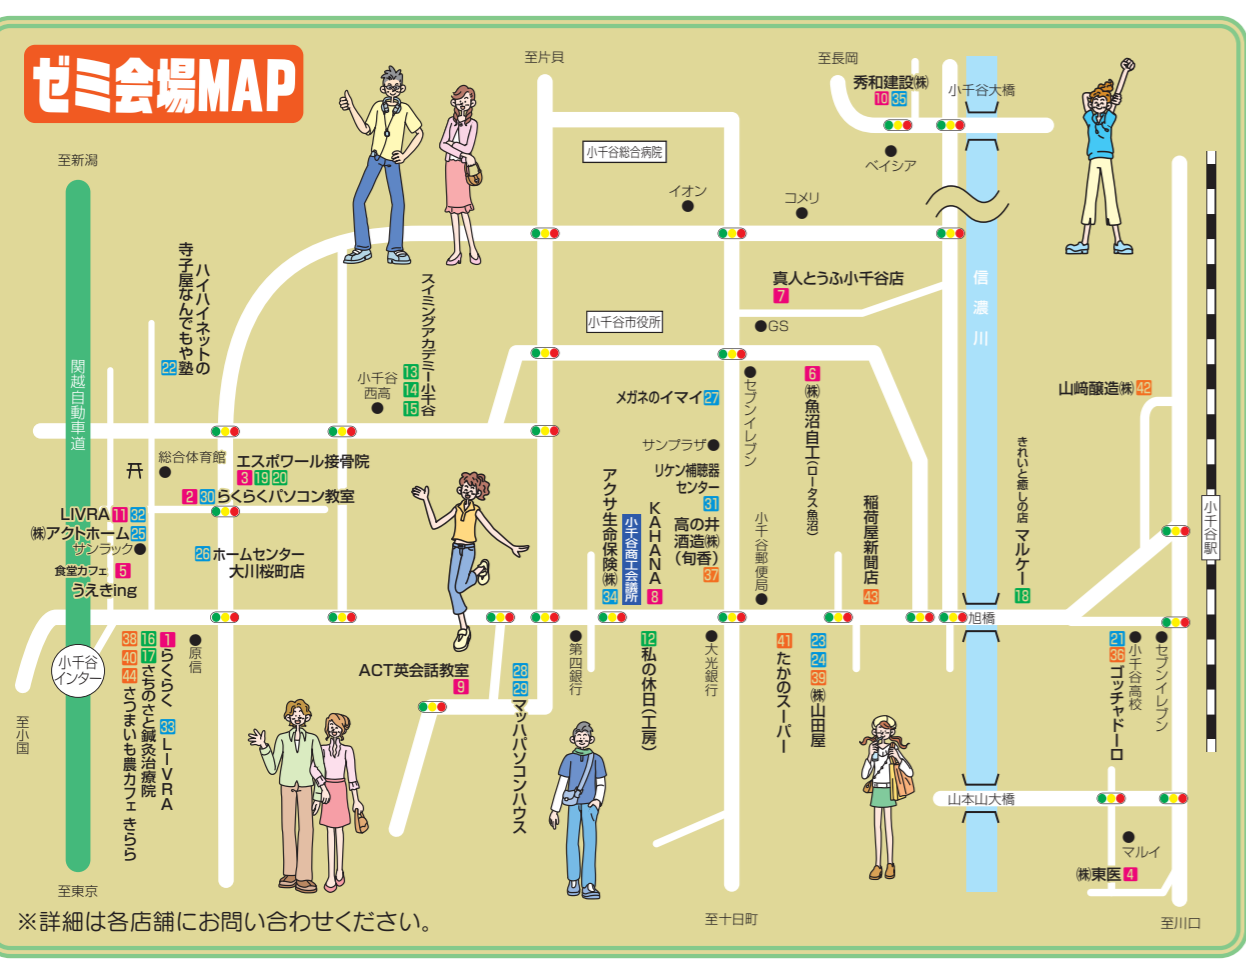 ゼミ会場MAP
至片貝
至長岡
秀和建設㈱
10 35
小千谷大橋
ベイシア
至新潟
小千谷総合病院
イオン
コメリ
ハイハイネットの
寺子屋なんでもや塾
22
スイミングアカデミー小千谷
13
14
15
小千谷
西高
真人とうふ小千谷店
7
GS
小千谷市役所
信濃川
関越自動車道
メガネのイマイ27
セブンイレブン
6
㈱魚沼自工(ロータス魚沼)
山﨑醸造㈱42
サンプラザ
総合体育館
エスポワール接骨院
3 19 20
2 30 らくらくパソコン教室
リケン補聴器
センター
31
アクサ生命保険㈱
34
小千谷商工会議所
KAHANA
8
高の井
酒造㈱
(旬香)
37
小千谷郵便局
稲荷屋新聞店
43
きれいと癒しの店 マルケー
18
小千谷駅
LIVRA 11 32
㈱アクトホーム25
サンラック
食堂カフェ 5
うえきing
26 ホームセンター
大川桜町店
旭橋
小千谷
インター
至小国
38
40
44
さつまいも農カフェ きらら
16
17
さちのさと鍼灸治療院
1
らくらく
33
LIVRA
原信
ACT英会話教室
9
28
29
マッハパソコンハウス
第四銀行
12
私の休日(工房)
大光銀行
41
たかのスーパー
23
24
39
㈱山田屋
21
36
ゴッチャドーロ
小千谷高校
セブンイレブン
山本山大橋
マルイ
㈱東医4
至東京
至十日町
至川口
※詳細は各店舗にお問い合わせください。